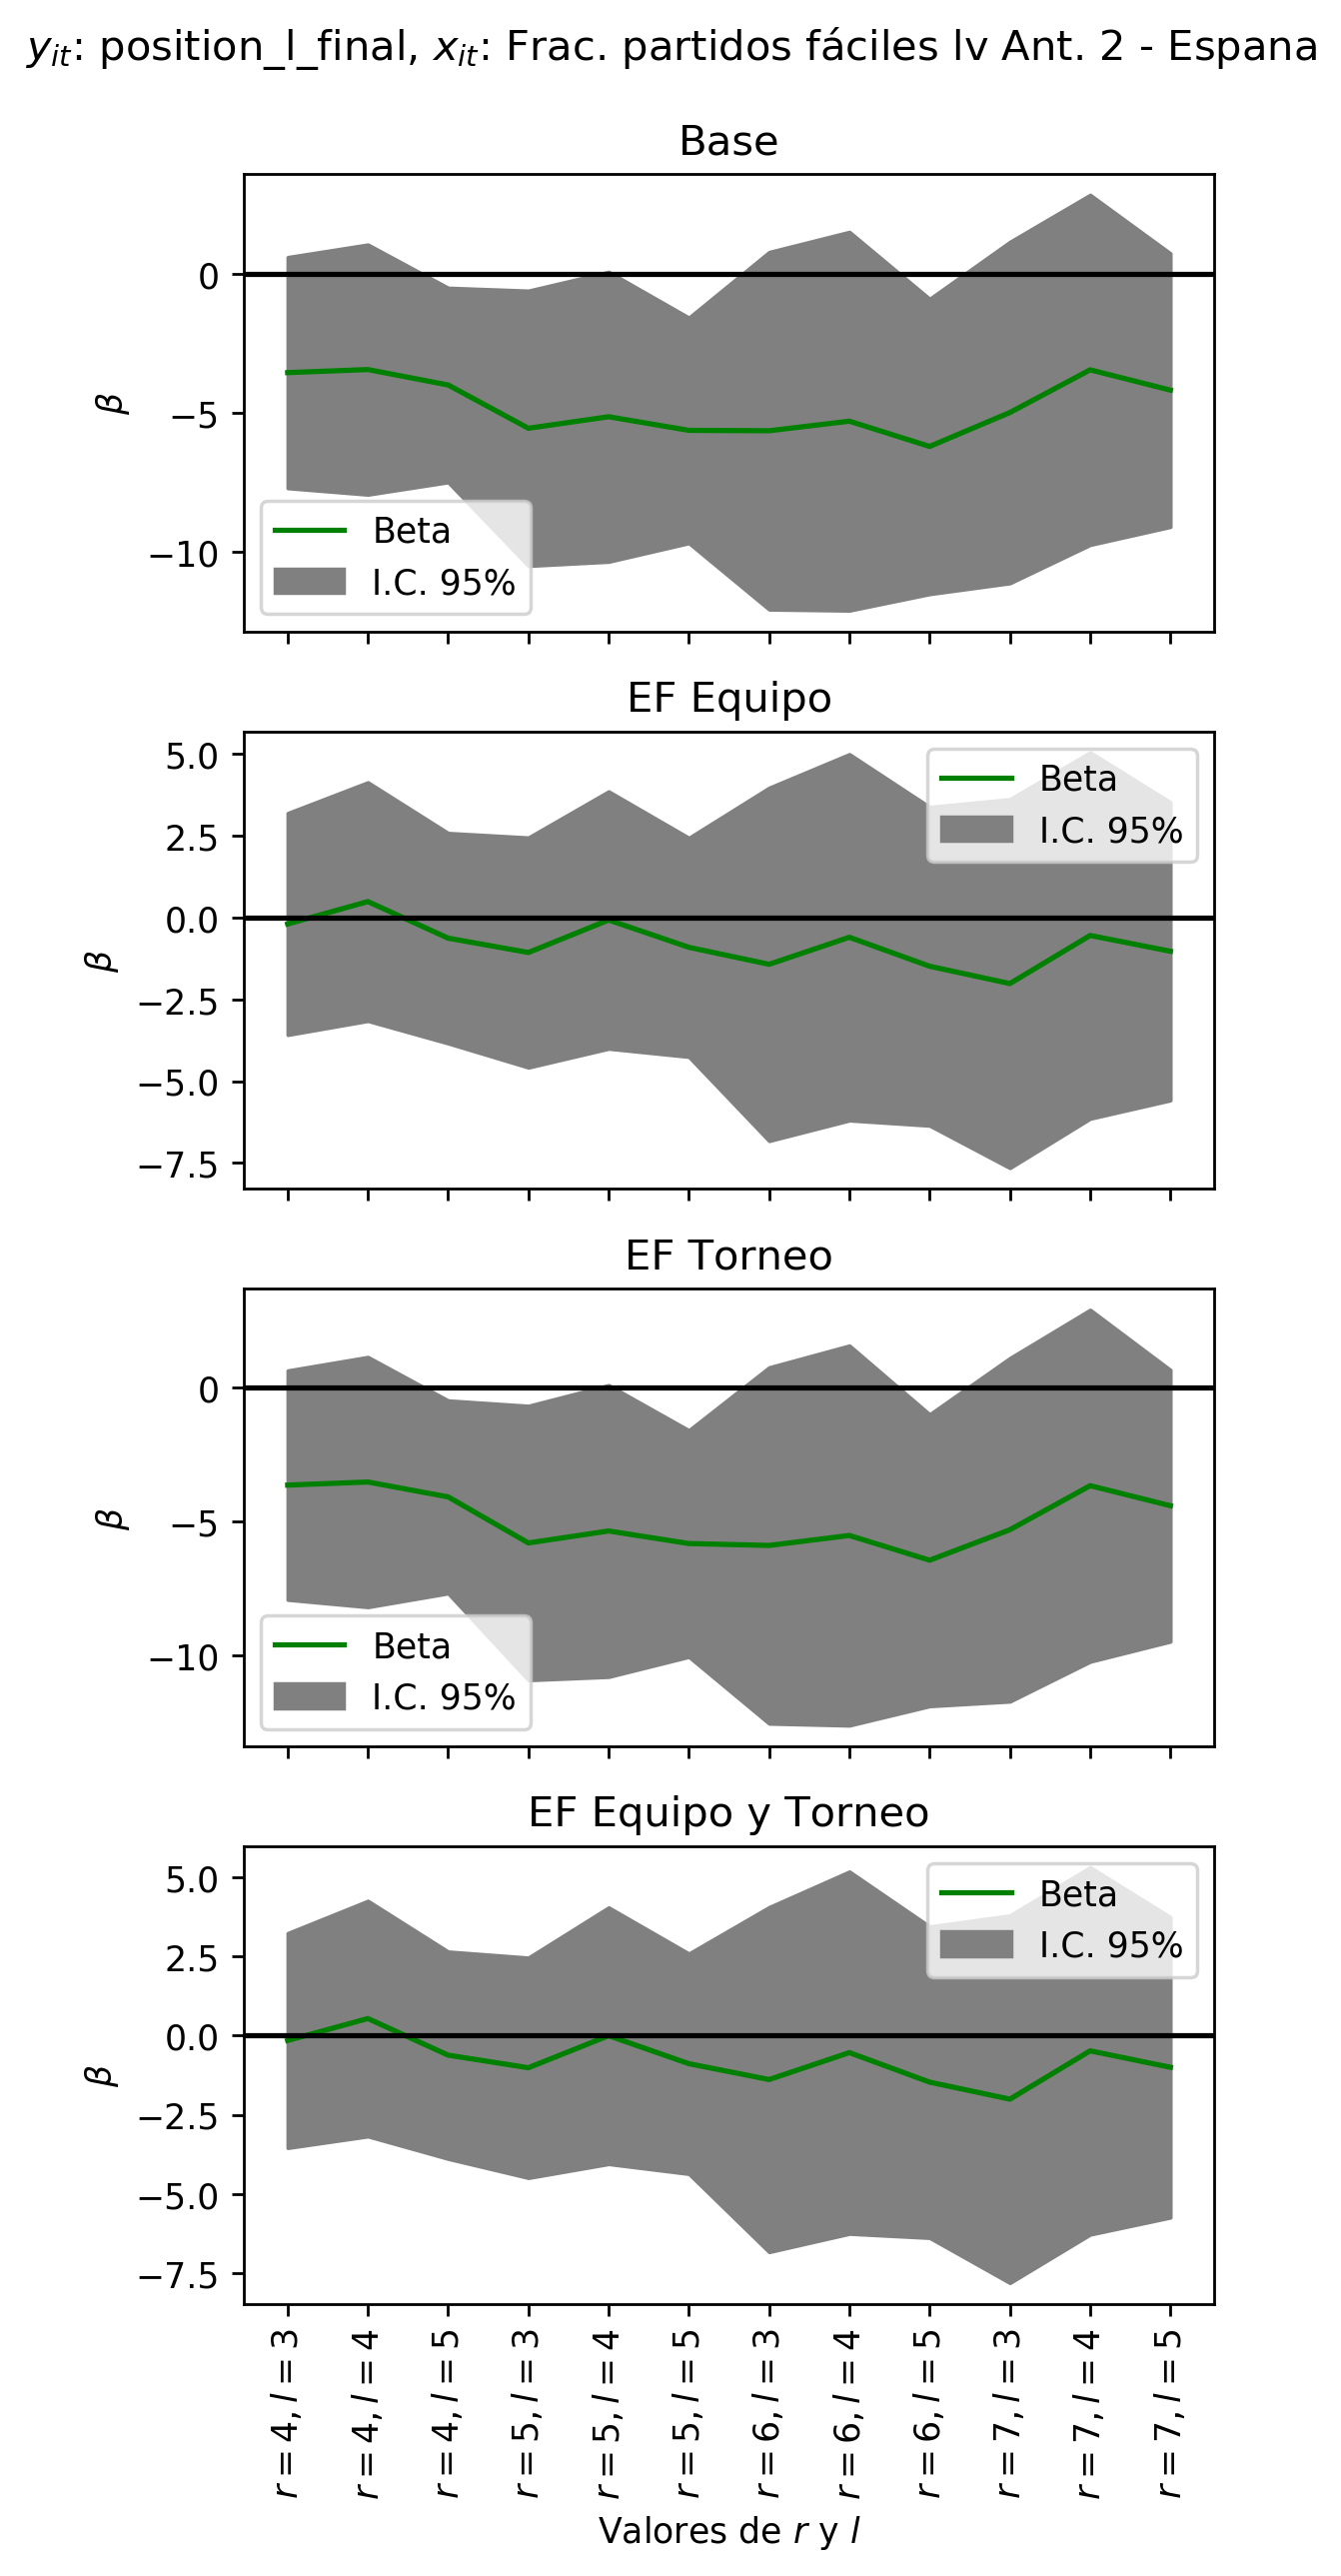 y_it: position_l_final, x_it: Frac. partidos fáciles lv Ant. 2 - Espana
Base
0
−5
−10
β
Beta
I.C. 95%
EF Equipo
5.0
2.5
0.0
−2.5
−5.0
−7.5
β
Beta
I.C. 95%
EF Torneo
0
−5
−10
β
Beta
I.C. 95%
EF Equipo y Torneo
5.0
2.5
0.0
−2.5
−5.0
−7.5
β
Beta
I.C. 95%
r = 4, l = 3
r = 4, l = 4
r = 4, l = 5
r = 5, l = 3
r = 5, l = 4
r = 5, l = 5
r = 6, l = 3
r = 6, l = 4
r = 6, l = 5
r = 7, l = 3
r = 7, l = 4
r = 7, l = 5
Valores de r y l